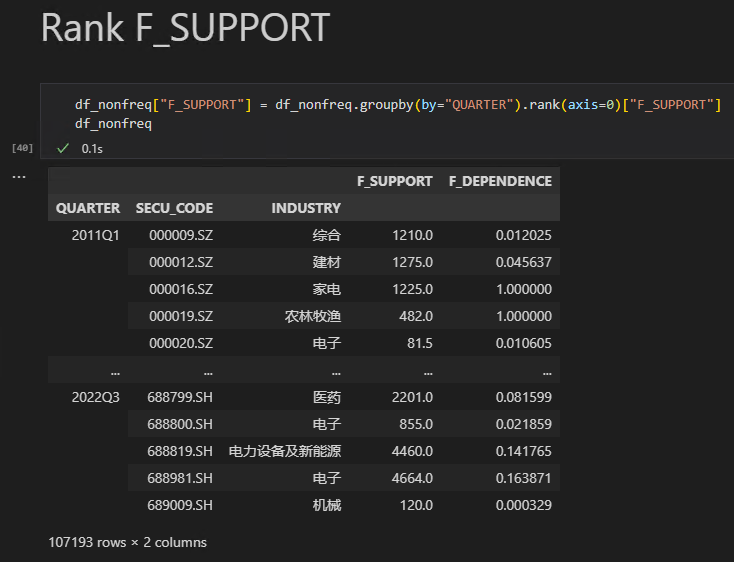 Rank F_SUPPORT
df_nonfreq["F_SUPPORT"] = df_nonfreq.groupby(by="QUARTER").rank(axis=0)["F_SUPPORT"]
df_nonfreq
[40] ✓ 0.1s
...
F_SUPPORT F_DEPENDENCE
QUARTER SECU_CODE INDUSTRY
2011Q1 000009.SZ 综合 1210.0 0.012025
000012.SZ 建材 1275.0 0.045637
000016.SZ 家电 1225.0 1.000000
000019.SZ 农林牧渔 482.0 1.000000
000020.SZ 电子 81.5 0.010605
... ... ... ... ...
2022Q3 688799.SH 医药 2201.0 0.081599
688800.SH 电子 855.0 0.021859
688819.SH 电力设备及新能源 4460.0 0.141765
688981.SH 电子 4664.0 0.163871
689009.SH 机械 120.0 0.000329
107193 rows × 2 columns